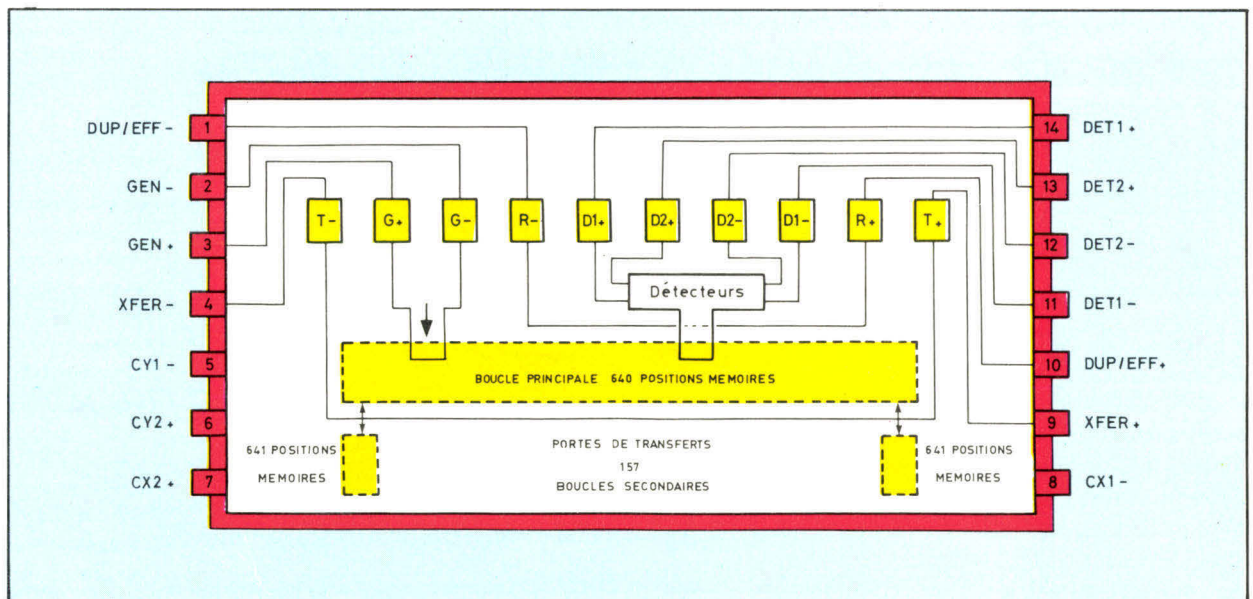 DUP/EFF - 1
GEN - 2
GEN + 3
XFER - 4
CY1 - 5
CY2 + 6
CX2 + 7
14 DET1 +
13 DET2 +
12 DET2 -
11 DET1 -
10 DUP/EFF +
9 XFER +
8 CX1 -
T- G+ G- R- D1+ D2+ D2- D1- R+ T+
Détecteurs
BOUCLE PRINCIPALE 640 POSITIONS MEMOIRES
641 POSITIONS
MEMOIRES
PORTES DE TRANSFERTS
157
BOUCLES SECONDAIRES
641 POSITIONS
MEMOIRES